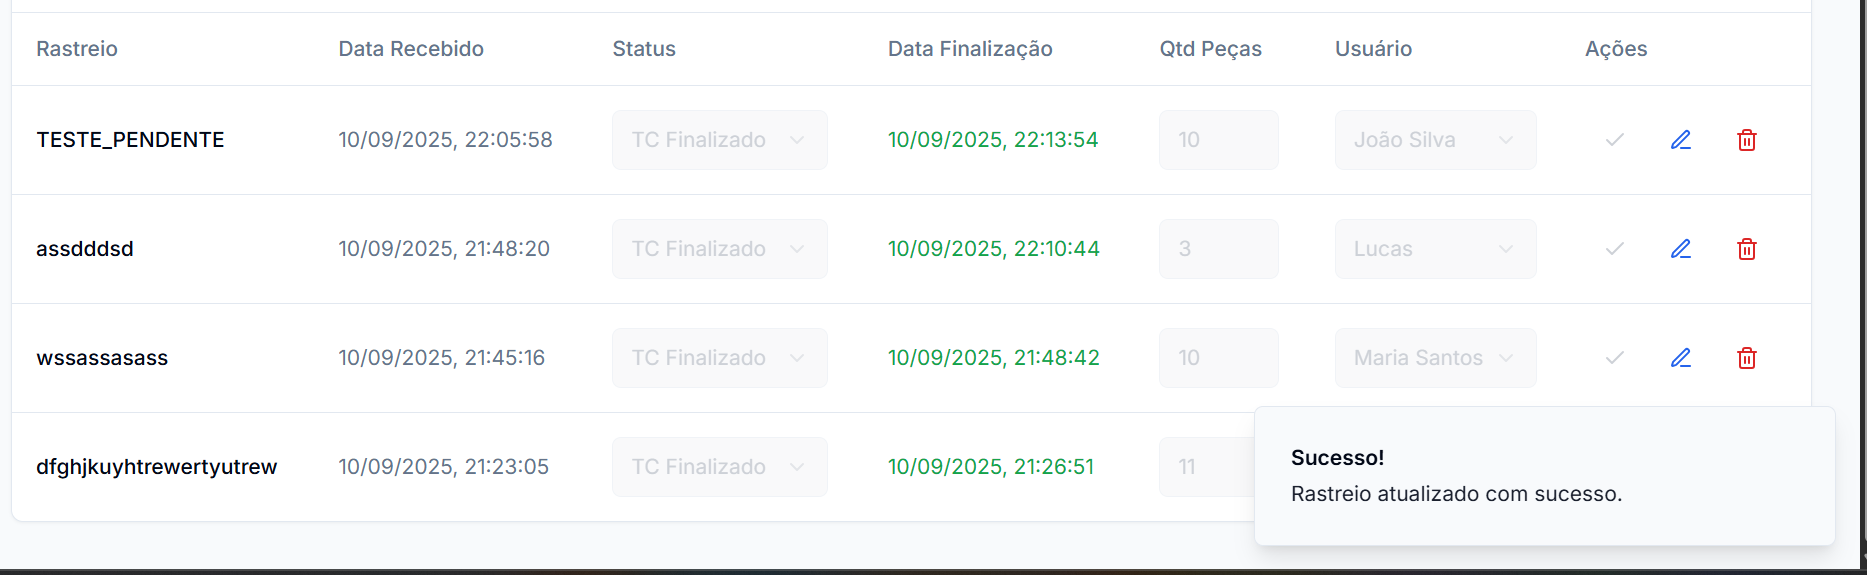 Rastreio Data Recebido Status Data Finalização Qtd Peças Usuário Ações
TESTE_PENDENTE 10/09/2025, 22:05:58 TC Finalizado 10/09/2025, 22:13:54 10 João Silva
assdddsd 10/09/2025, 21:48:20 TC Finalizado 10/09/2025, 22:10:44 3 Lucas
wssassasass 10/09/2025, 21:45:16 TC Finalizado 10/09/2025, 21:48:42 10 Maria Santos
dfghjkuyhtrewertyutrew 10/09/2025, 21:23:05 TC Finalizado 10/09/2025, 21:26:51 11
Sucesso!
Rastreio atualizado com sucesso.